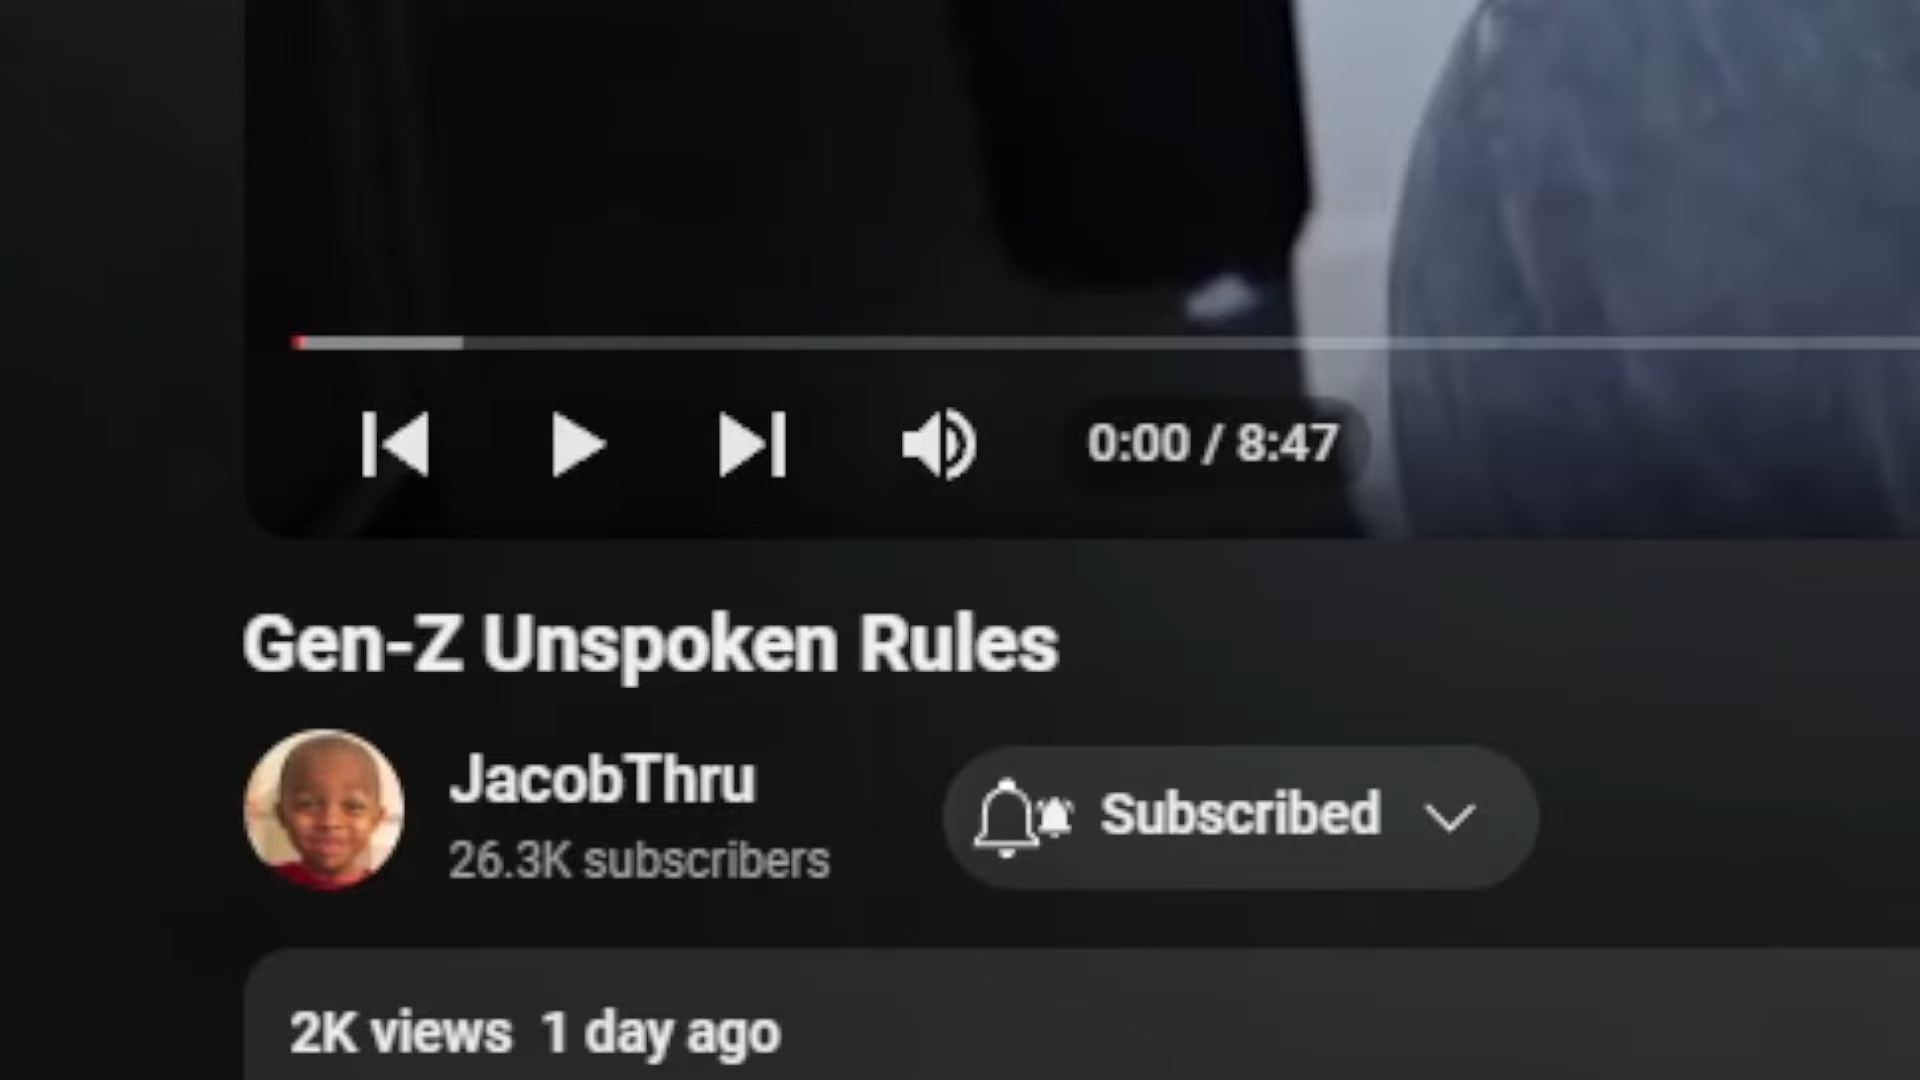 0:00 / 8:47
Gen-Z Unspoken Rules
JacobThru
26.3K subscribers
Subscribed
2K views 1 day ago